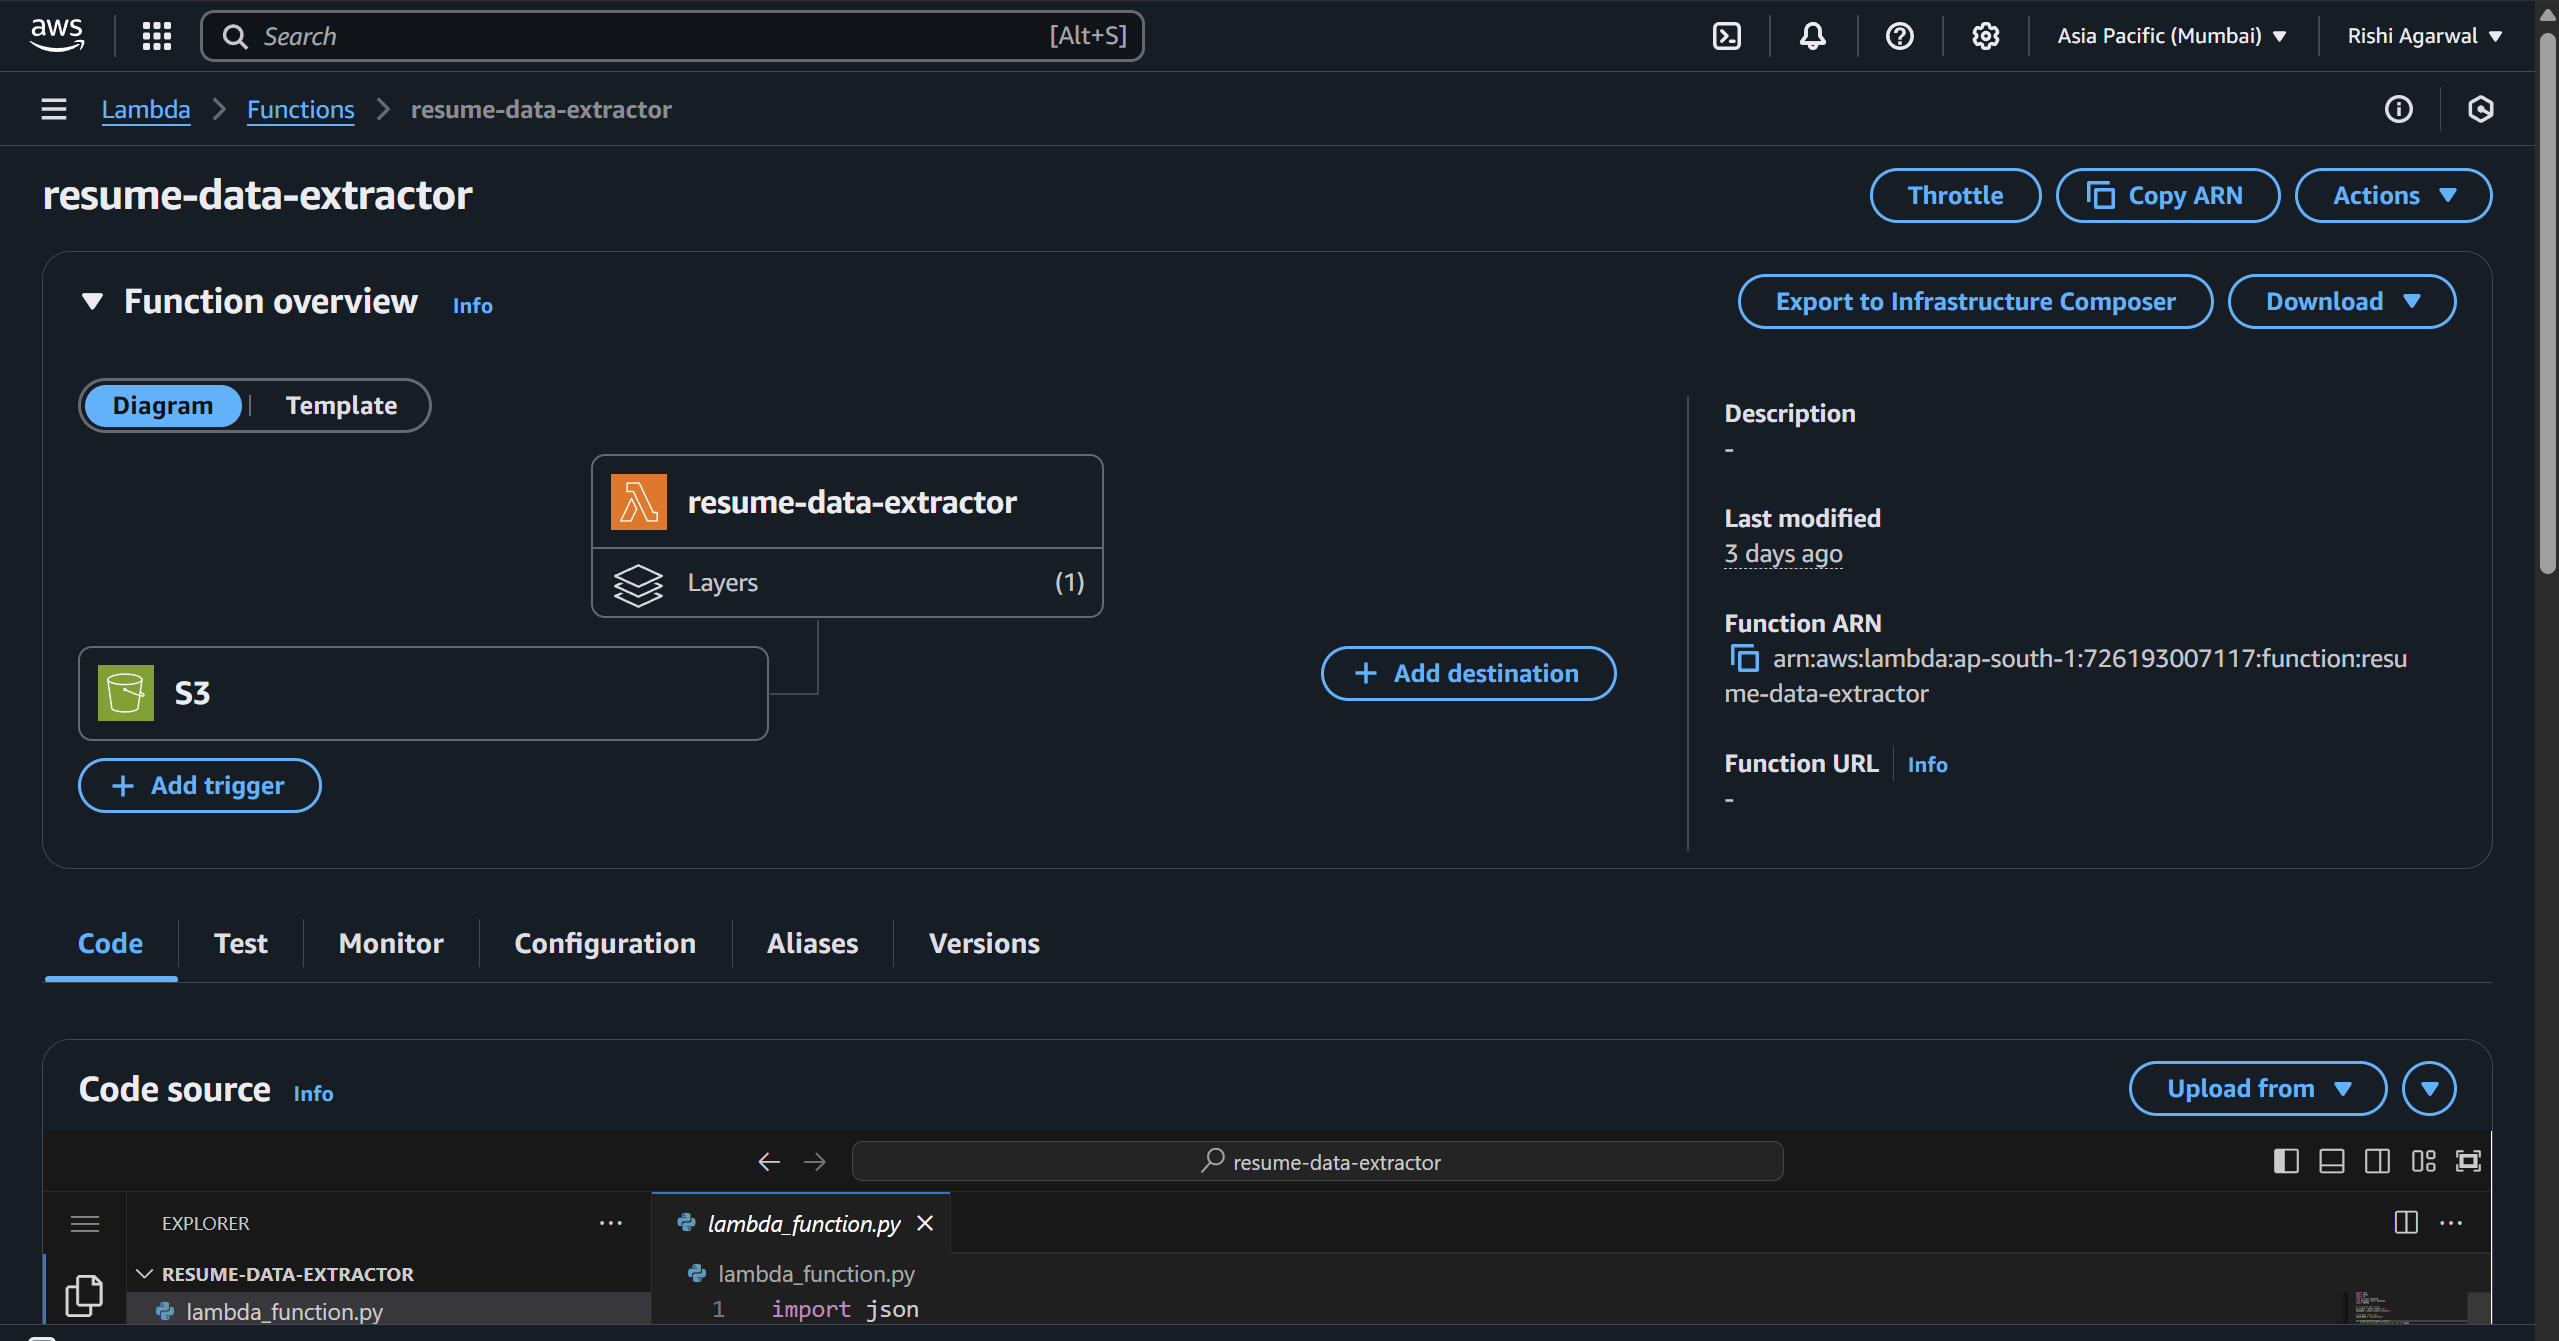 aws
Search [Alt+S]
Asia Pacific (Mumbai)
Rishi Agarwal
Lambda
Functions
resume-data-extractor
resume-data-extractor
Throttle
Copy ARN
Actions
Function overview
Info
Export to Infrastructure Composer
Download
Diagram
Template
resume-data-extractor
Layers (1)
S3
Add trigger
Add destination
Description
-
Last modified
3 days ago
Function ARN
arn:aws:lambda:ap-south-1:726193007117:function:resu
me-data-extractor
Function URL
Info
-
Code
Test
Monitor
Configuration
Aliases
Versions
Code source
Info
Upload from
resume-data-extractor
EXPLORER
RESUME-DATA-EXTRACTOR
lambda_function.py
lambda_function.py
lambda_function.py
1 import json